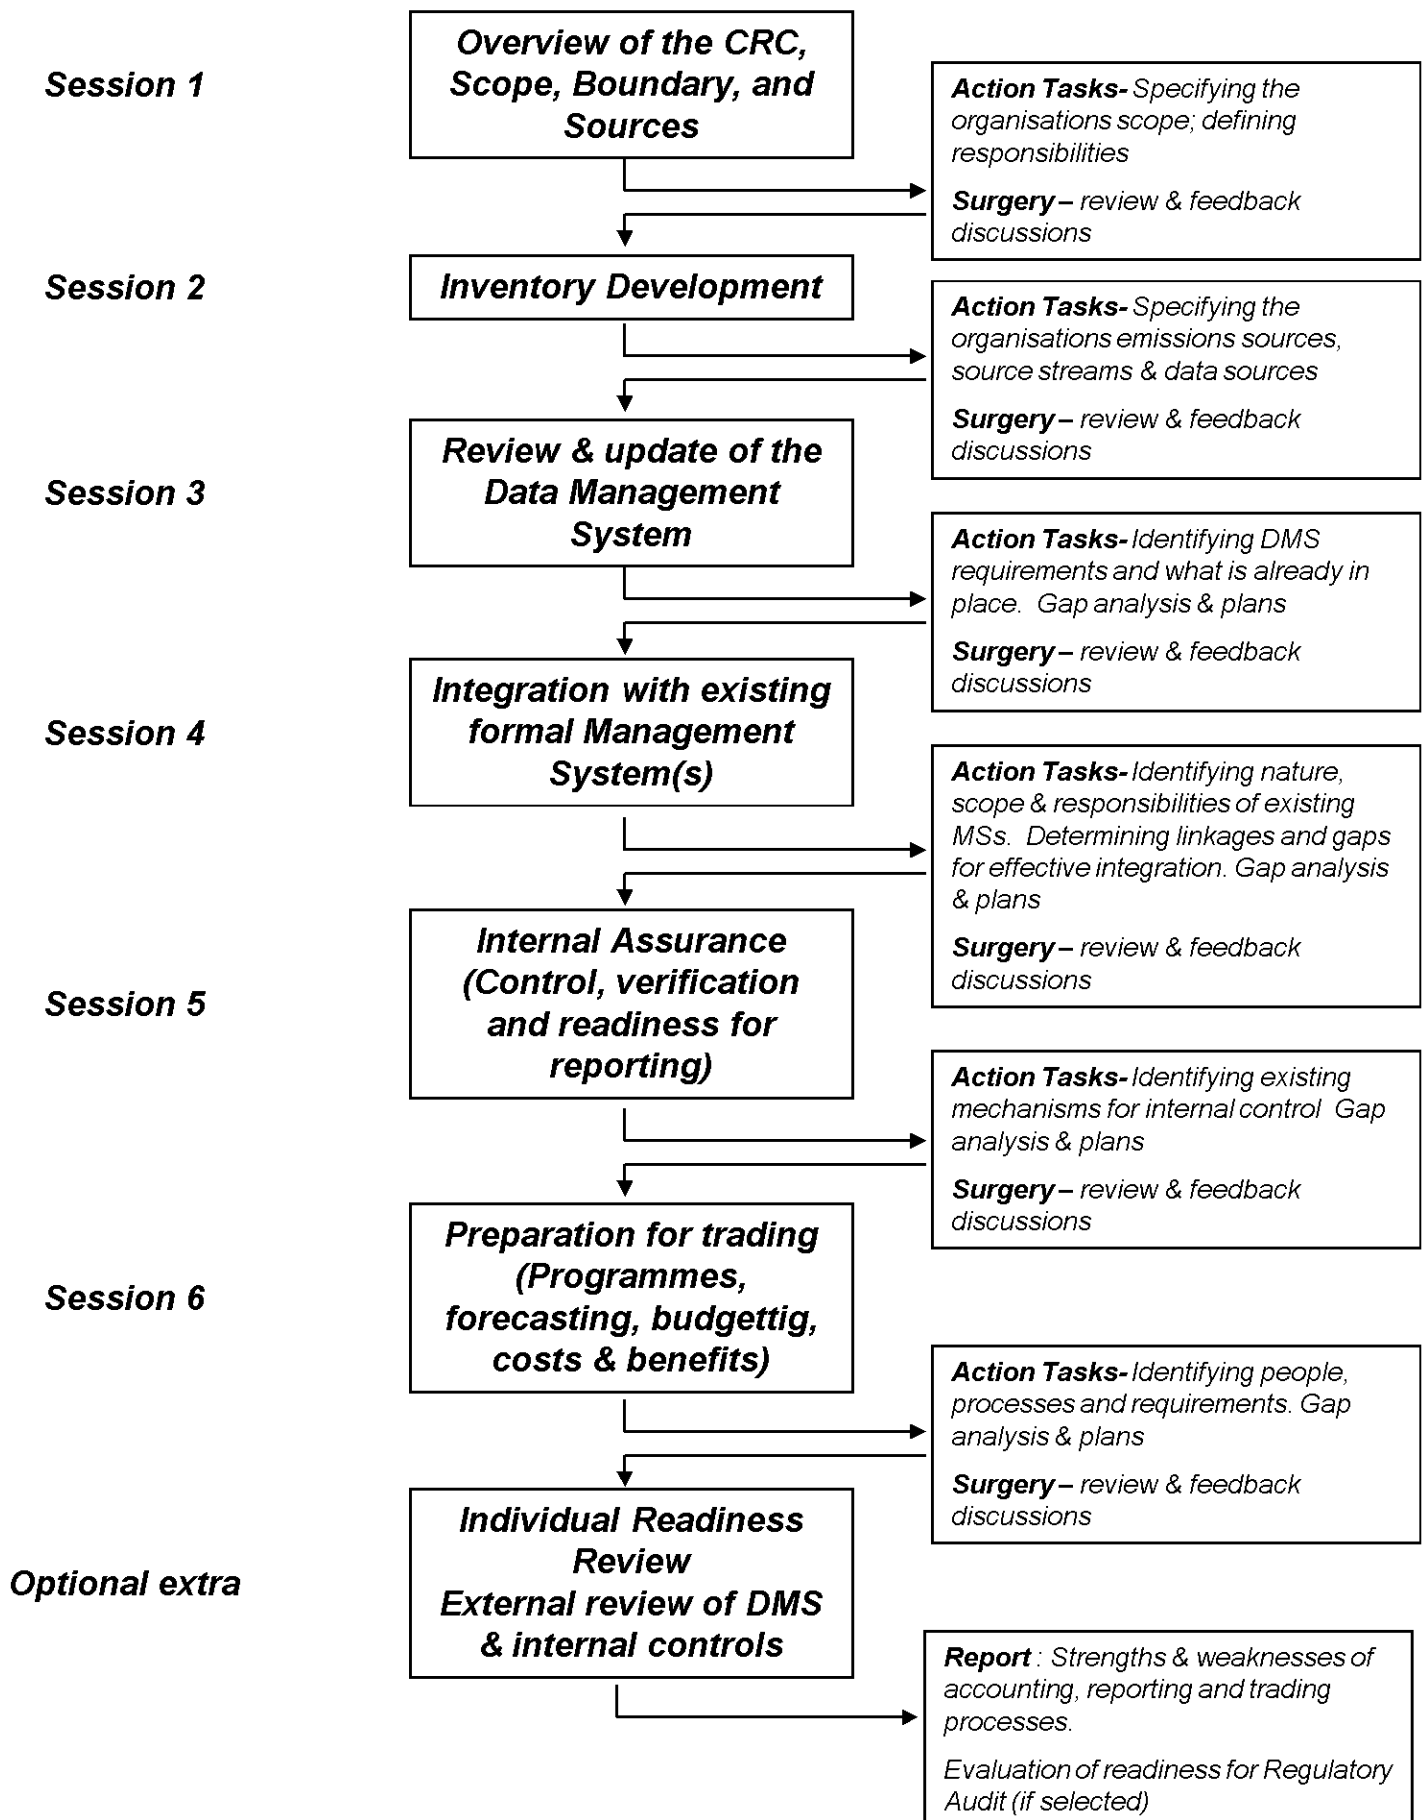 Session 1
Overview of the CRC,
Scope, Boundary, and
Sources
Action Tasks- Specifying the
organisations scope; defining
responsibilities
Surgery – review & feedback
discussions
Session 2
Inventory Development
Action Tasks- Specifying the
organisations emissions sources,
source streams & data sources
Surgery – review & feedback
discussions
Session 3
Review & update of the
Data Management
System
Action Tasks- Identifying DMS
requirements and what is already in
place. Gap analysis & plans
Surgery – review & feedback
discussions
Session 4
Integration with existing
formal Management
System(s)
Action Tasks- Identifying nature,
scope & responsibilities of existing
MSs. Determining linkages and gaps
for effective integration. Gap analysis
& plans
Surgery – review & feedback
discussions
Session 5
Internal Assurance
(Control, verification
and readiness for
reporting)
Action Tasks- Identifying existing
mechanisms for internal control Gap
analysis & plans
Surgery – review & feedback
discussions
Session 6
Preparation for trading
(Programmes,
forecasting, budgettig,
costs & benefits)
Action Tasks- Identifying people,
processes and requirements. Gap
analysis & plans
Surgery – review & feedback
discussions
Optional extra
Individual Readiness
Review
External review of DMS
& internal controls
Report : Strengths & weaknesses of
accounting, reporting and trading
processes.
Evaluation of readiness for Regulatory
Audit (if selected)